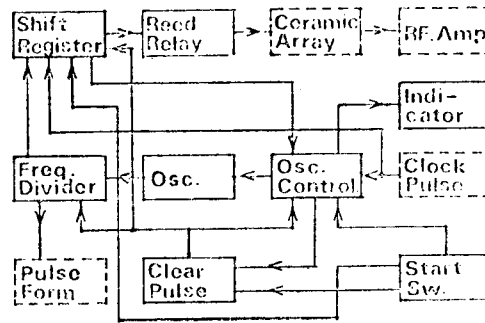 Shift
Register
Reed
Relay
Ceramic
Array
RF. Amp
Indi-
cator
Freq.
Divider
Osc.
Osc.
Control
Clock
Pulse
Pulse
Form
Clear
Pulse
Start
Sw.